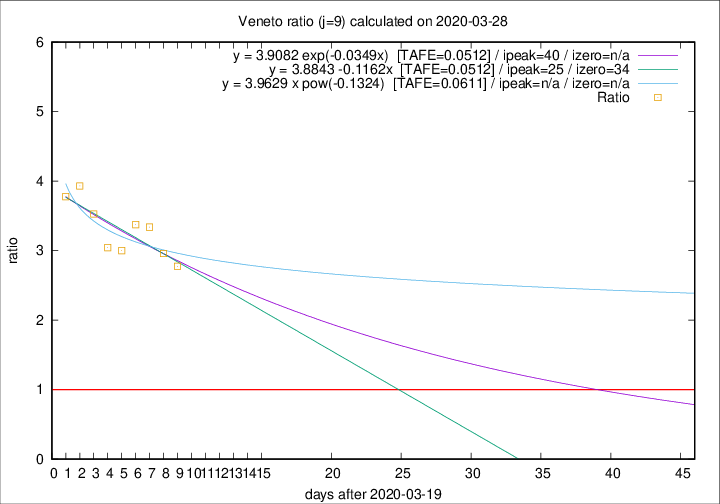 Veneto ratio (j=9) calculated on 2020-03-28
y = 3.9082 exp(-0.0349x) [TAFE=0.0512] / ipeak=40 / izero=n/a
y = 3.8843 -0.1162x [TAFE=0.0512] / ipeak=25 / izero=34
y = 3.9629 x pow(-0.1324) [TAFE=0.0611] / ipeak=n/a / izero=n/a
Ratio
6
5
4
3
2
1
0
ratio
0 1 2 3 4 5 6 7 8 9 10 11 12 13 14 15 20 25 30 35 40 45
days after 2020-03-19